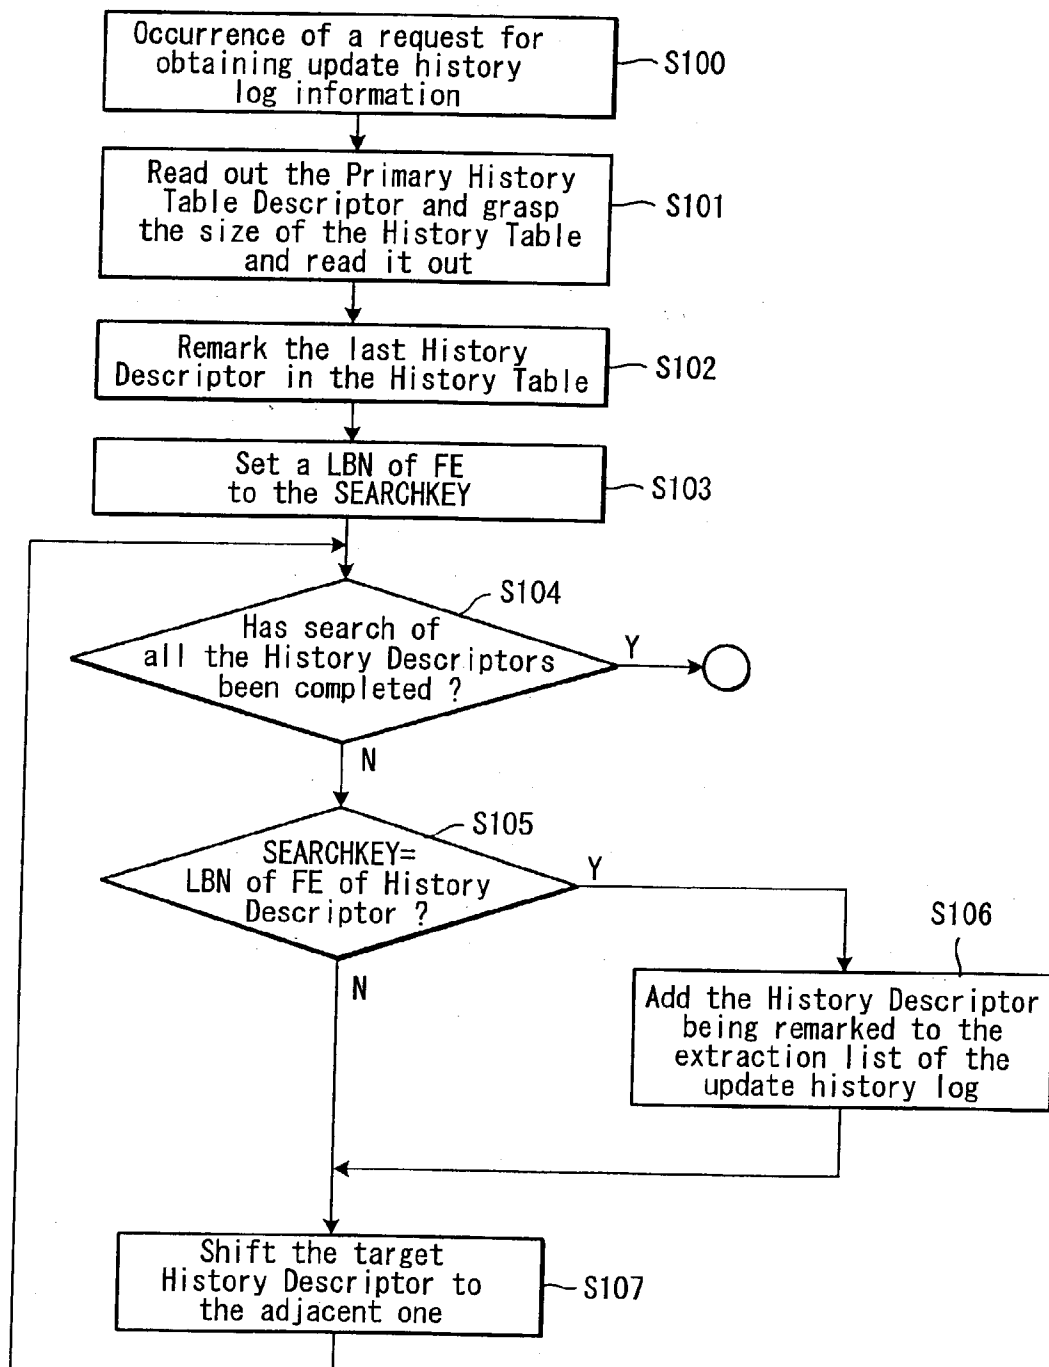 Occurrence of a request for
obtaining update history
log information
S100
Read out the Primary History
Table Descriptor and grasp
the size of the History Table
and read it out
S101
Remark the last History
Descriptor in the History Table
S102
Set a LBN of FE
to the SEARCHKEY
S103
S104
Has search of
all the History Descriptors
been completed ?
Y
N
S105
SEARCHKEY=
LBN of FE of History
Descriptor ?
Y
N
S106
Add the History Descriptor
being remarked to the
extraction list of the
update history log
Shift the target
History Descriptor to
the adjacent one
S107